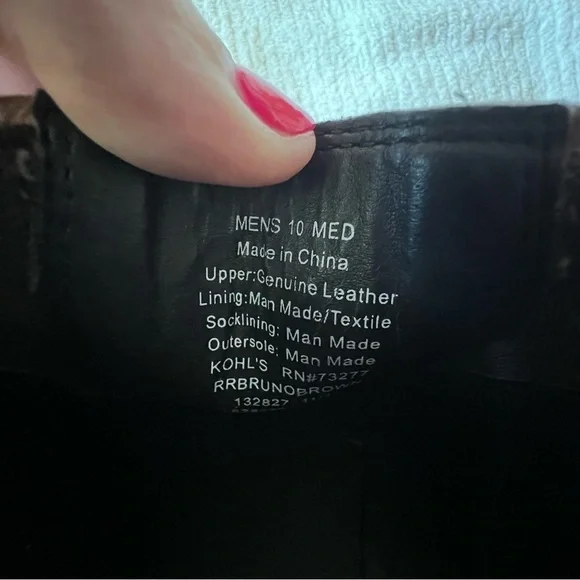 MENS 10 MED
Made in China
Upper:Genuine Leather
Lining:Man Made/Textile
Socklining: Man Made
Outersole: Man Made
KOHL'S RN#73277
RRBRUNOBROWN
132827